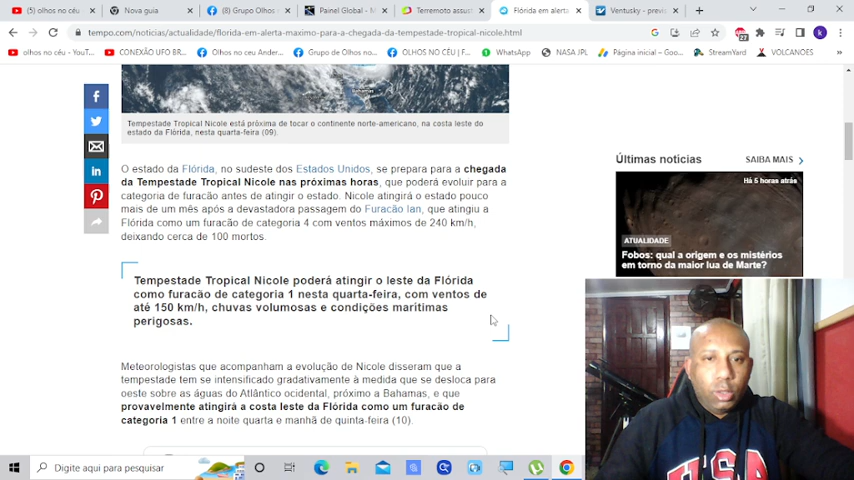 (5) olhos no céu
Nova guia
(8) Grupo Olhos n
Painel Global - M
Terremoto assust
Flórida em alerta
Ventusky - previs
tempo.com/noticias/actualidade/florida-em-alerta-maximo-para-a-chegada-da-tempestade-tropical-nicole.html
olhos no céu - YouT...
CONEXÃO UFO BR...
Olhos no ceu Ander...
Grupo de Olhos no...
OLHOS NO CÉU | F...
WhatsApp
NASA JPL
Página inicial – Goo...
StreamYard
VOLCANOES
Bahamas
Tempestade Tropical Nicole está próxima de tocar o continente norte-americano, na costa leste do
estado da Flórida, nesta quarta-feira (09).
O estado da Flórida, no sudeste dos Estados Unidos, se prepara para a chegada
da Tempestade Tropical Nicole nas próximas horas, que poderá evoluir para a
categoria de furacão antes de atingir o estado. Nicole atingirá o estado pouco
mais de um mês após a devastadora passagem do Furacão Ian, que atingiu a
Flórida como um furacão de categoria 4 com ventos máximos de 240 km/h,
deixando cerca de 100 mortos.
Tempestade Tropical Nicole poderá atingir o leste da Flórida
como furacão de categoria 1 nesta quarta-feira, com ventos de
até 150 km/h, chuvas volumosas e condições marítimas
perigosas.
Meteorologistas que acompanham a evolução de Nicole disseram que a
tempestade tem se intensificado gradativamente à medida que se desloca para
oeste sobre as águas do Atlântico ocidental, próximo a Bahamas, e que
provavelmente atingirá a costa leste da Flórida como um furacão de
categoria 1 entre a noite quarta e manhã de quinta-feira (10).
Últimas noticias
SAIBA MAIS
Há 5 horas atrás
ATUALIDADE
Fobos: qual a origem e os mistérios
em torno da maior lua de Marte?
USA
Digite aqui para pesquisar